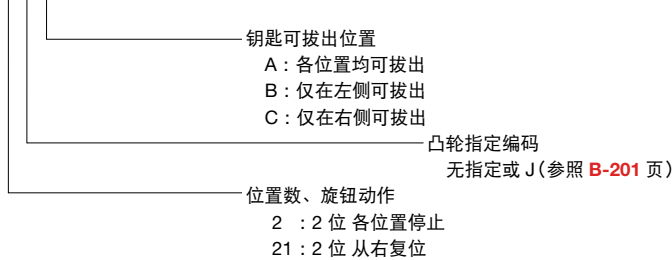 钥匙可拔出位置
A：各位置均可拔出
B：仅在左侧可拔出
C：仅在右侧可拔出
凸轮指定编码
无指定或 J（参照 B-201 页）
位置数、旋钮动作
2 ：2 位 各位置停止
21：2 位 从右复位